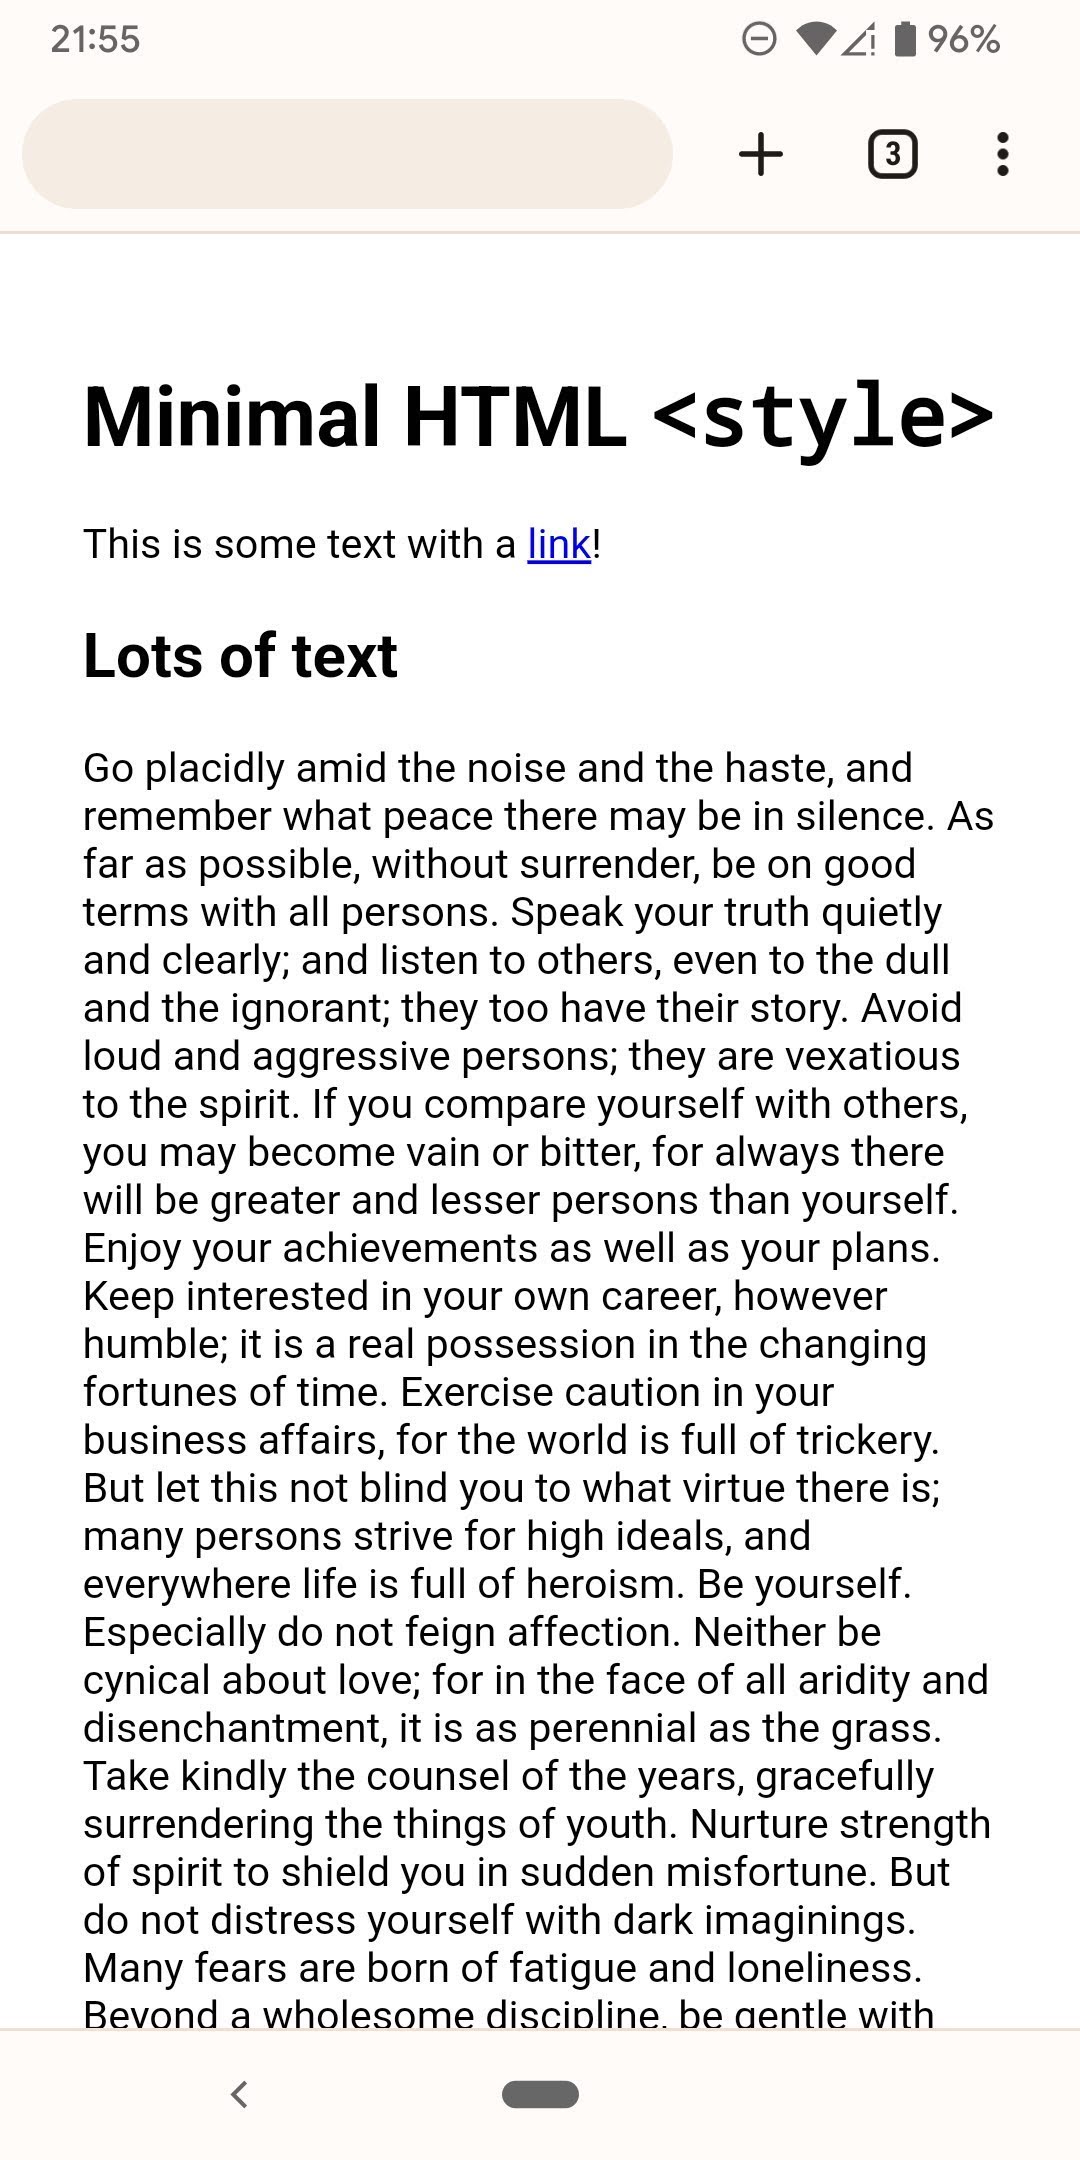 21:55
96%
3
Minimal HTML <style>
This is some text with a link!
Lots of text
Go placidly amid the noise and the haste, and
remember what peace there may be in silence. As
far as possible, without surrender, be on good
terms with all persons. Speak your truth quietly
and clearly; and listen to others, even to the dull
and the ignorant; they too have their story. Avoid
loud and aggressive persons; they are vexatious
to the spirit. If you compare yourself with others,
you may become vain or bitter, for always there
will be greater and lesser persons than yourself.
Enjoy your achievements as well as your plans.
Keep interested in your own career, however
humble; it is a real possession in the changing
fortunes of time. Exercise caution in your
business affairs, for the world is full of trickery.
But let this not blind you to what virtue there is;
many persons strive for high ideals, and
everywhere life is full of heroism. Be yourself.
Especially do not feign affection. Neither be
cynical about love; for in the face of all aridity and
disenchantment, it is as perennial as the grass.
Take kindly the counsel of the years, gracefully
surrendering the things of youth. Nurture strength
of spirit to shield you in sudden misfortune. But
do not distress yourself with dark imaginings.
Many fears are born of fatigue and loneliness.
Beyond a wholesome discipline, be gentle with